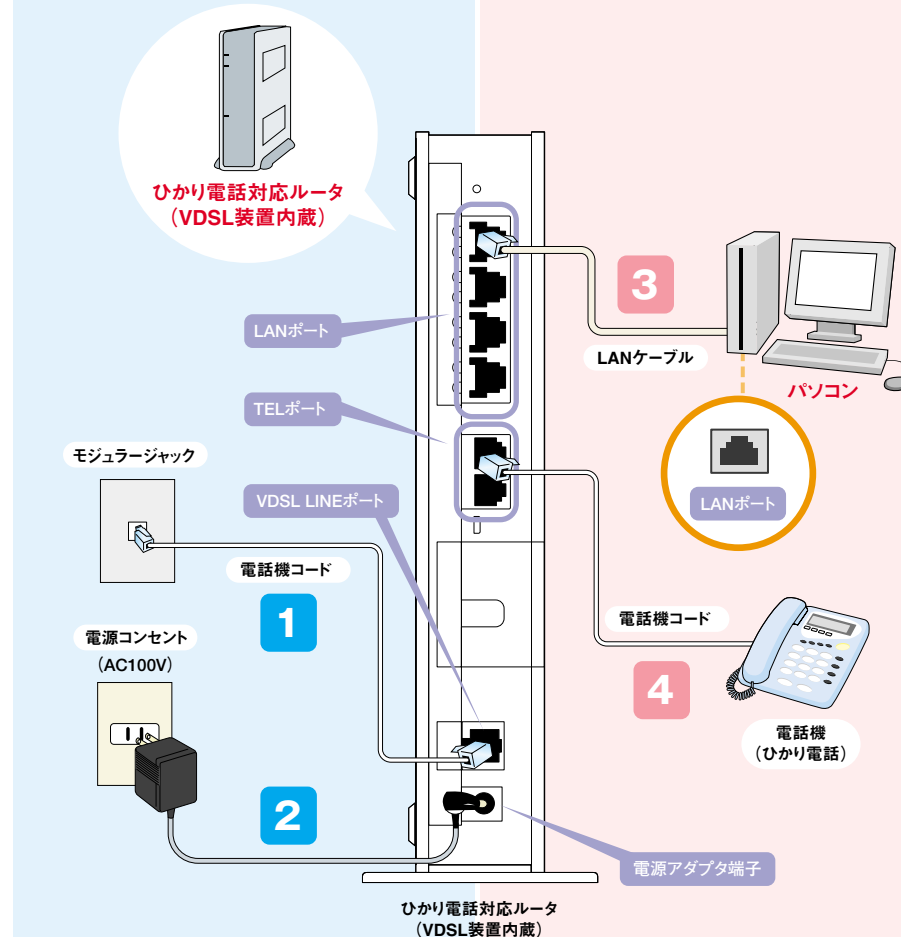 ひかり電話対応ルータ
（VDSL装置内蔵）
LANポート
TELポート
モジュラージャック
VDSL LINEポート
電話機コード
1
電源コンセント
（AC100V）
2
3
LANケーブル
パソコン
LANポート
電話機コード
4
電話機
（ひかり電話）
電源アダプタ端子
ひかり電話対応ルータ
（VDSL装置内蔵）